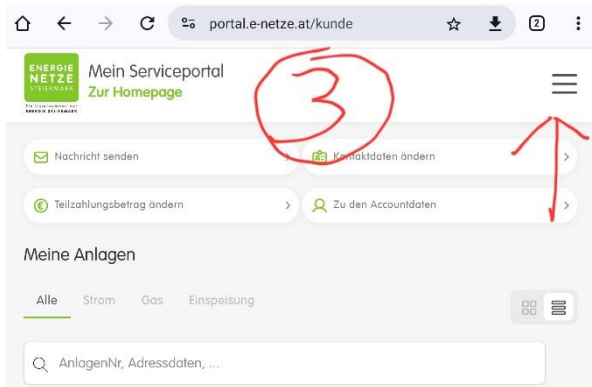 portal.e-netze.at/kunde
2
ENERGIE
NETZE
STEIERMARK
Mein Serviceportal
Zur Homepage
3
Nachricht senden
Kontaktdaten ändern
Teilzahlungsbetrag ändern
Zu den Accountdaten
Meine Anlagen
Alle Strom Gas Einspeisung
AnlagenNr, Adressdaten, ...